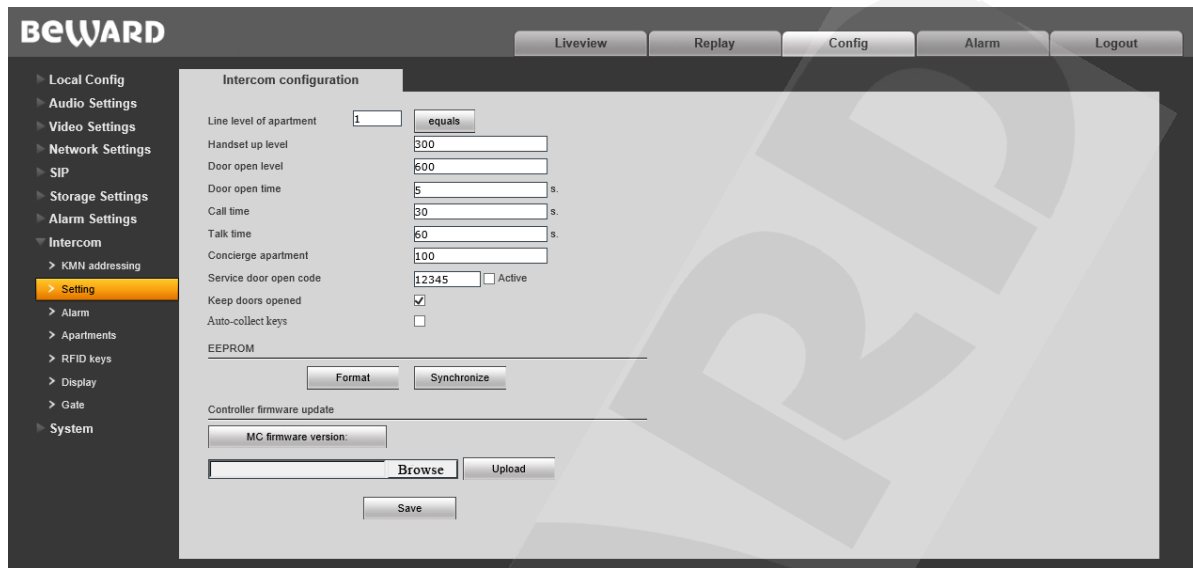 BEWARD
Liveview Replay Config Alarm Logout
Local Config
Audio Settings
Video Settings
Network Settings
SIP
Storage Settings
Alarm Settings
Intercom
> KMN addressing
> Setting
> Alarm
> Apartments
> RFID keys
> Display
> Gate
System
Intercom configuration
Line level of apartment 1 equals
Handset up level 300
Door open level 600
Door open time 5 s.
Call time 30 s.
Talk time 60 s.
Concierge apartment 100
Service door open code 12345 Active
Keep doors opened
Auto-collect keys
EEPROM
Format Synchronize
Controller firmware update
MC firmware version:
Browse Upload
Save
RD